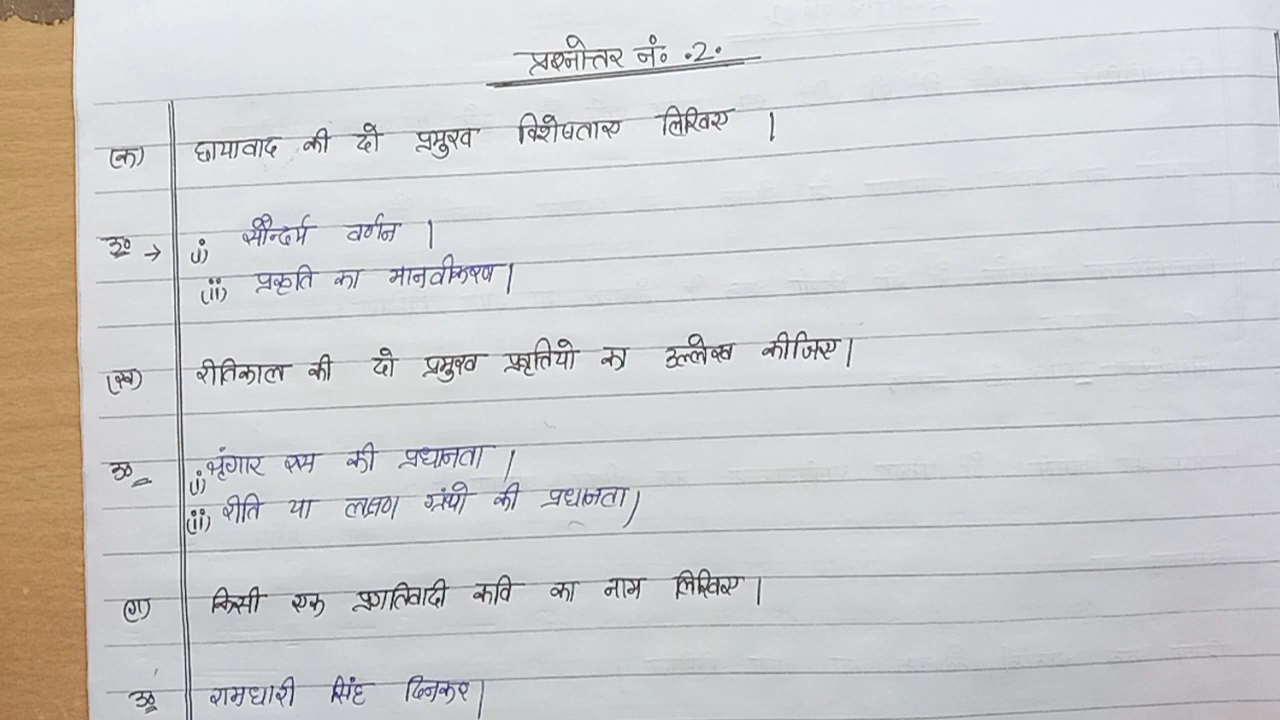 प्रश्नोत्तर नं० .2.
(क) छायावाद की दो प्रमुख विशेषताए लिखिए |
उ० → (i) सौन्दर्य वर्णन |
(ii) प्रकृति का मानवीकरण |
(ख) रीतिकाल की दो प्रमुख प्रवृतियो का उल्लेख कीजिए |
उ० (i) श्रृंगार रस की प्रधानता |
(ii) रीति या लक्षण ग्रंथो की प्रधानता |
(ग) किसी एक प्रगतिवादी कवि का नाम लिखिए |
उ० रामधारी सिंह दिनकर |